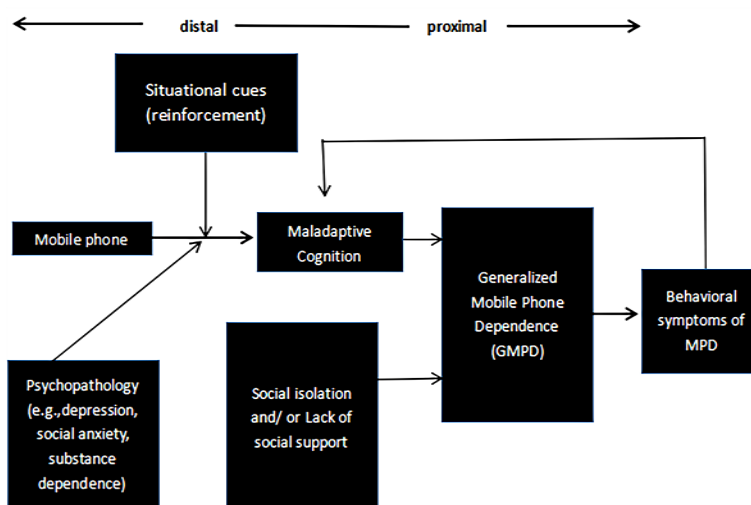 distal
proximal
Situational cues
(reinforcement)
Mobile phone
Maladaptive
Cognition
Generalized
Mobile Phone
Dependence
(GMPD)
Behavioral
symptoms of
MPD
Psychopathology
(e.g.,depression,
social anxiety,
substance
dependence)
Social isolation
and/ or Lack of
social support